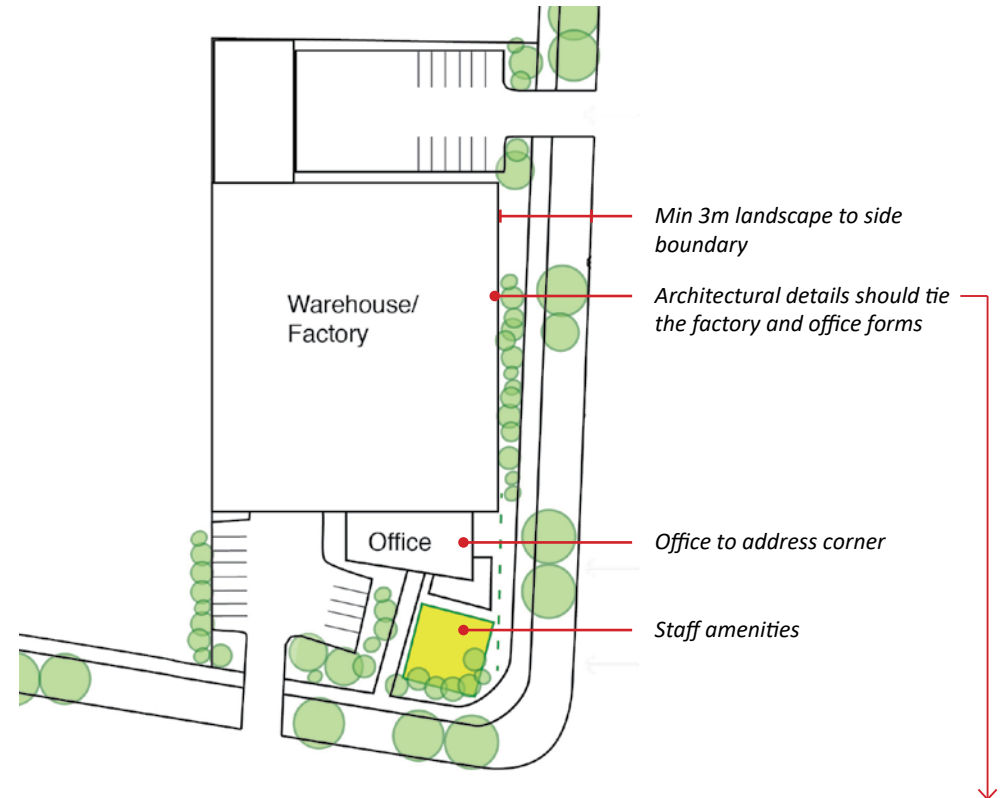 Min 3m landscape to side
boundary
Architectural details should tie
the factory and office forms
Warehouse/
Factory
Office
Office to address corner
Staff amenities